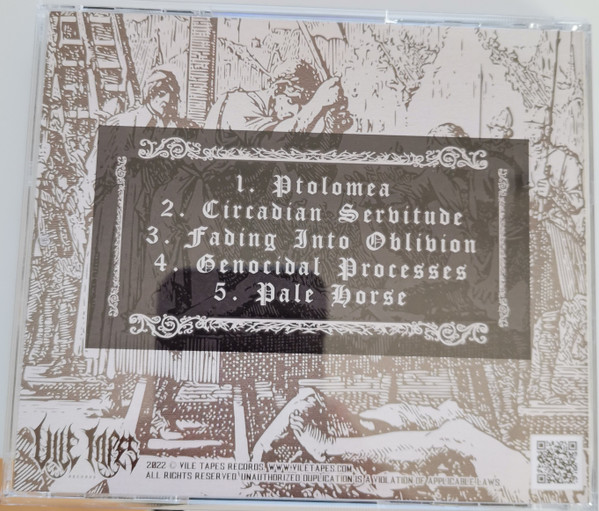 1. Ptolomea
2. Circadian Servitude
3. Fading Into Oblivion
4. Genocidal Processes
5. Pale Horse
VILE TAPES
RECORDS
2022 © VILE TAPES RECORDS. WWW.VILETAPES.COM
ALL RIGHTS RESERVED. UNAUTHORIZED DUPLICATION IS A VIOLATION OF APPLICABLE LAWS.